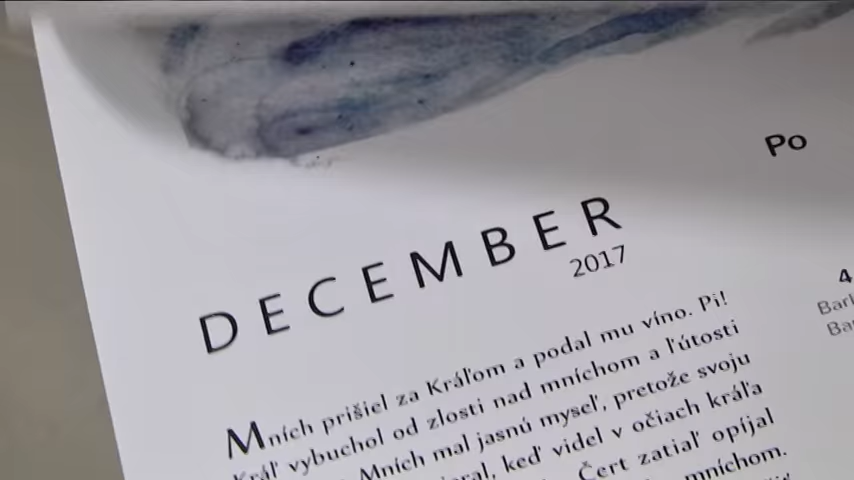 Po
DECEMBER
2017
4
Mních prišiel za Kráľom a podal mu víno. Pi!
Kráľ vybuchol od zlosti nad mníchom a ľútosti
Mních mal jasnú myseľ, pretože svoju
keď videl v očiach kráľa
Čert zatiaľ opíjal
mníchom.